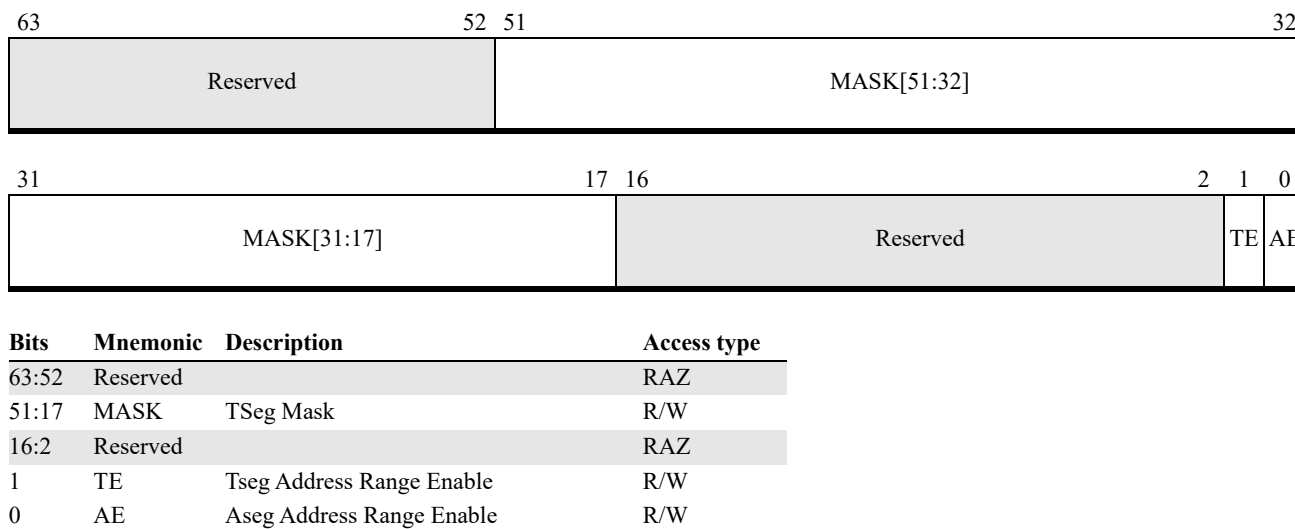 63 52 51 32
Reserved MASK[51:32]
31 17 16 2 1 0
MASK[31:17] Reserved TE AE
Bits Mnemonic Description Access type
63:52 Reserved RAZ
51:17 MASK TSeg Mask R/W
16:2 Reserved RAZ
1 TE Tseg Address Range Enable R/W
0 AE Aseg Address Range Enable R/W